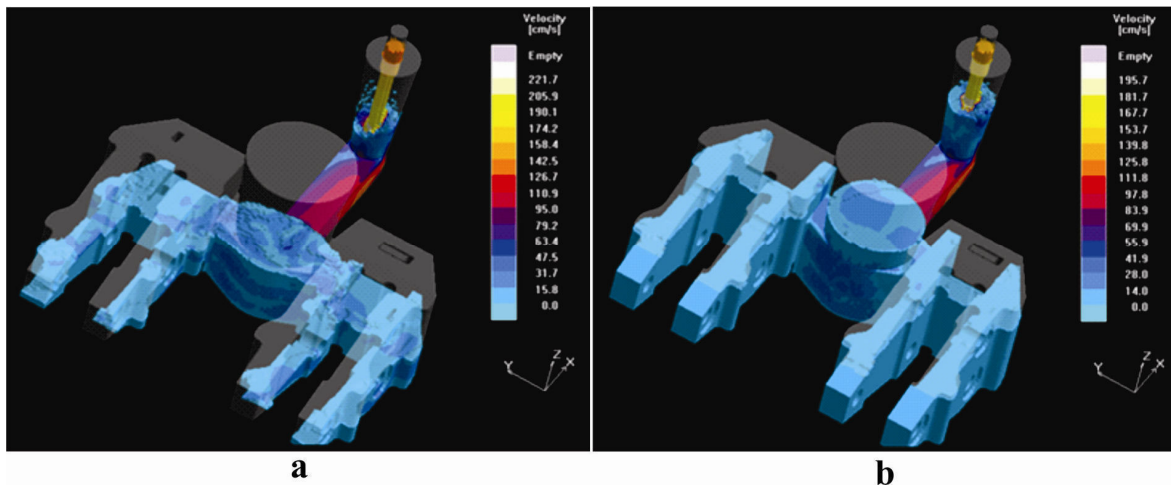 Velocity
[cm/s]
Empty
221.7
205.9
190.1
174.2
158.4
142.5
126.7
110.9
95.0
79.2
63.4
47.5
31.7
15.8
0.0
Z
X
Y
a
Velocity
[cm/s]
Empty
195.7
181.7
167.7
153.7
139.8
125.8
111.8
97.8
83.9
69.9
55.9
41.9
28.0
14.0
0.0
Z
X
Y
b